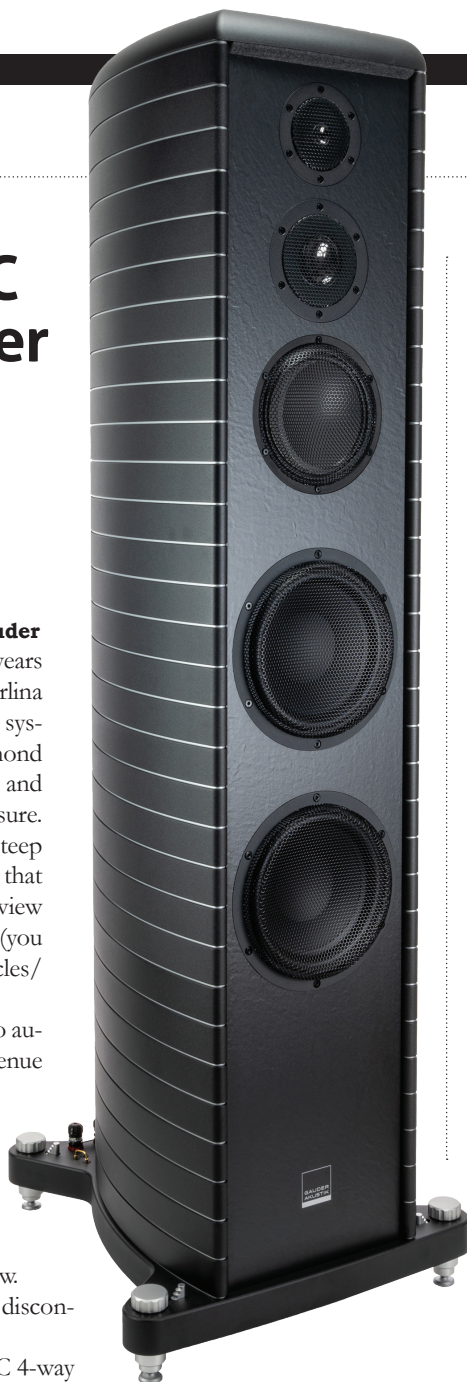 C
er
uder
years
rlina
sys-
mond
and
sure.
teep
that
view
(you
cles/
o au-
enue
w.
discon-
C 4-way
GAUDER
AKUSTIK